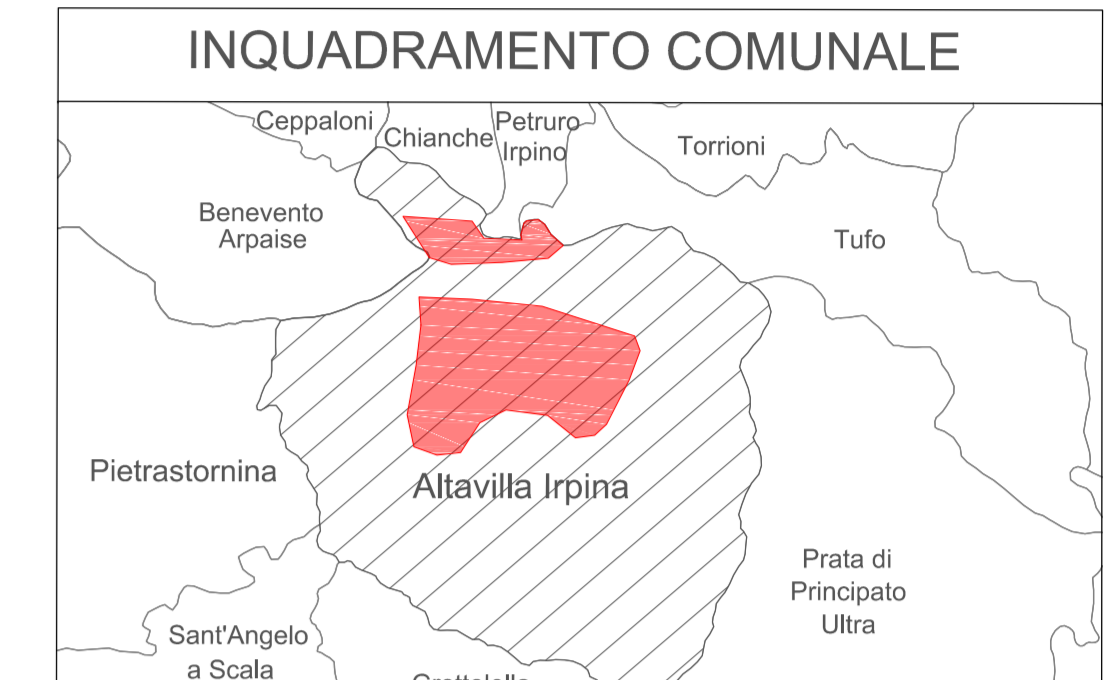 INQUADRAMENTO COMUNALE
Ceppaloni
Chianche
Petruro
Irpino
Torrioni
Benevento
Arpaise
Tufo
Pietrastornina
Altavilla Irpina
Prata di
Principato
Ultra
Sant'Angelo
a Scala